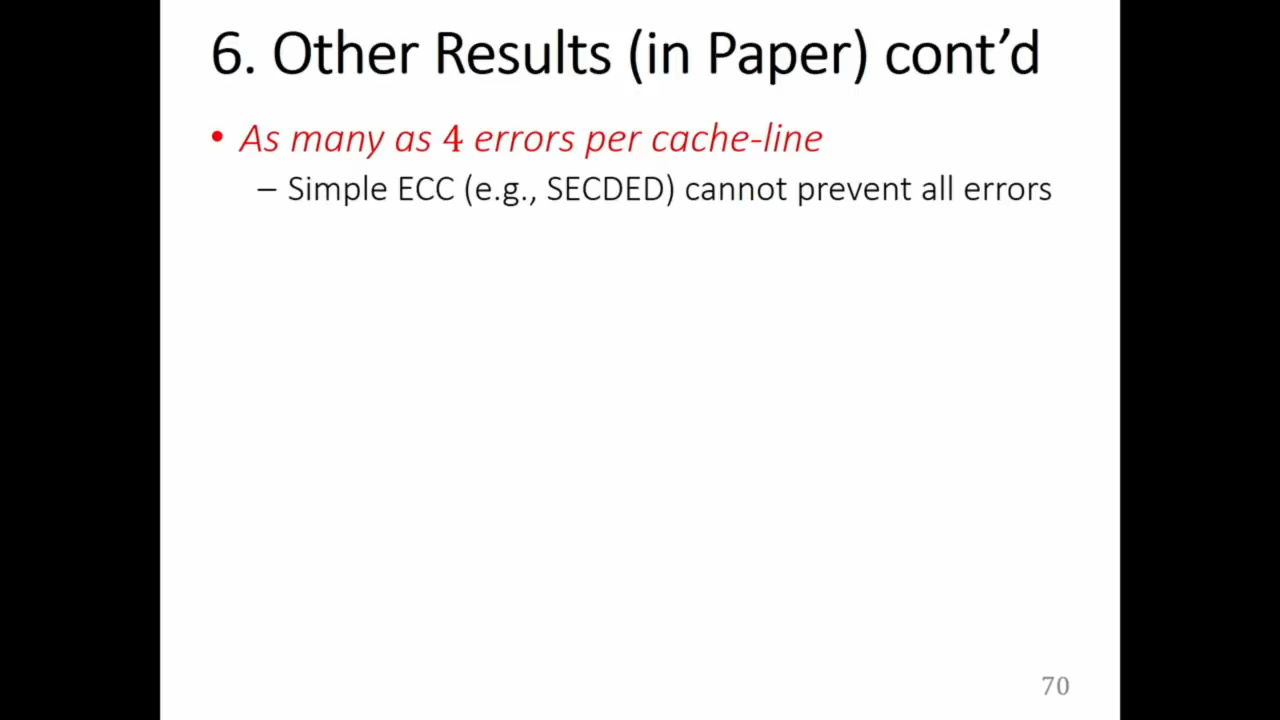 6. Other Results (in Paper) cont’d
• As many as 4 errors per cache-line
– Simple ECC (e.g., SECDED) cannot prevent all errors
70